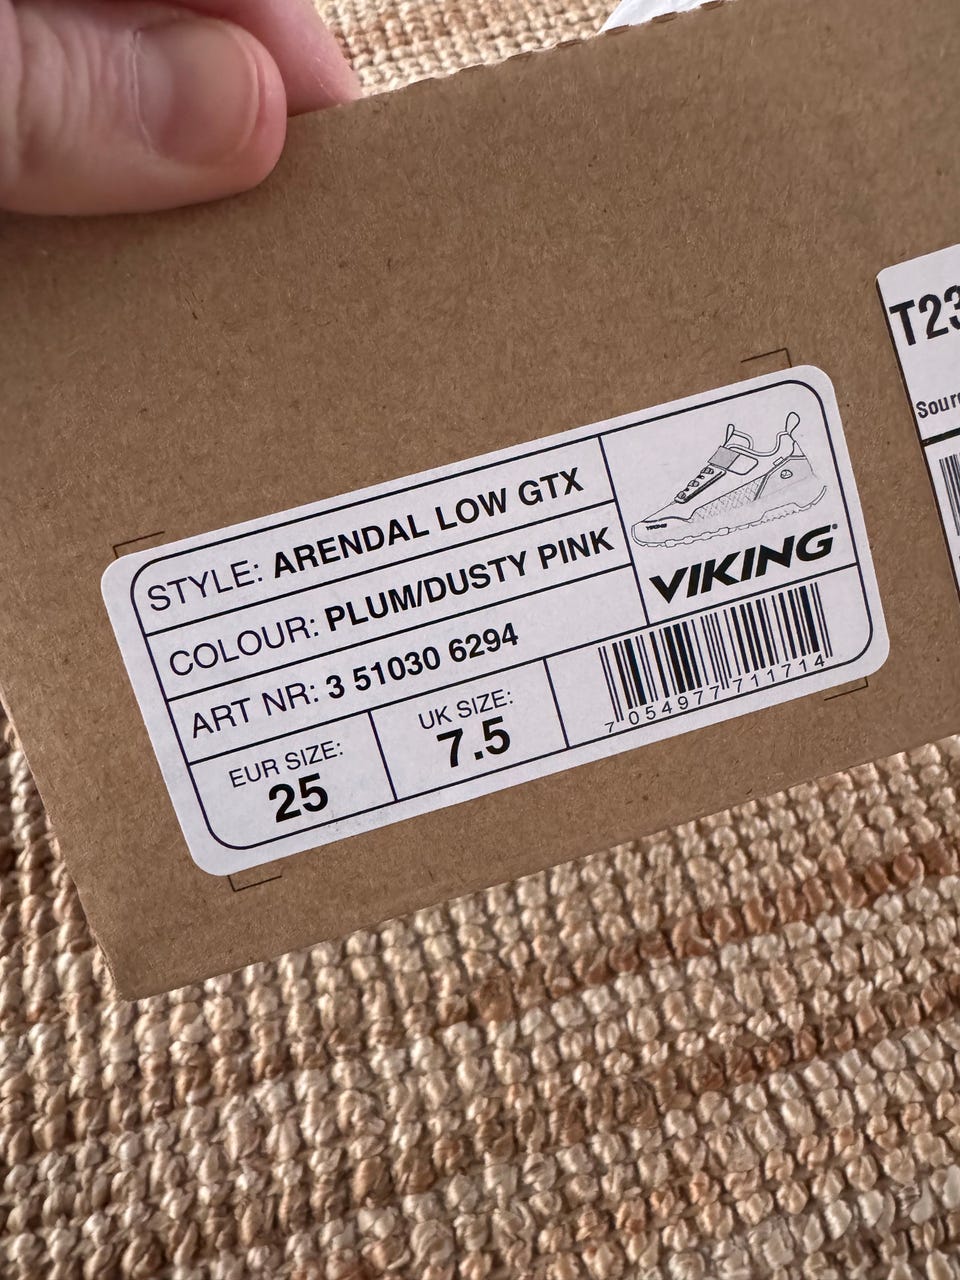 STYLE: ARENDAL LOW GTX
COLOUR: PLUM/DUSTY PINK
ART NR: 3 51030 6294
EUR SIZE:
25
UK SIZE:
7.5
VIKING
7 054977 711714
T23
Sour